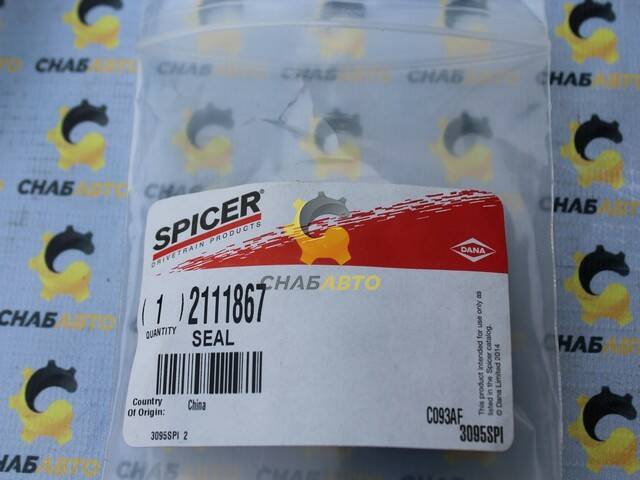 SPICER®
DRIVETRAIN PRODUCTS
DANA
СНАБАВТО
( 1 ) 2111867
QUANTITY
SEAL
Country
Of Origin:
China
3095SPI 2
C093AF
3095SPI
This product intended for use only as
listed in the Spicer catalog.
© Dana Limited 2014